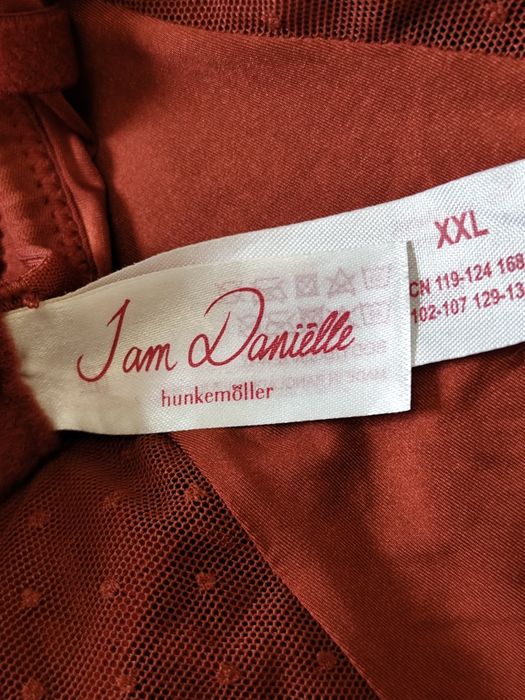 XXL
CN 119-124 168
102-107 129-13
I am Daniëlle
hunkemöller